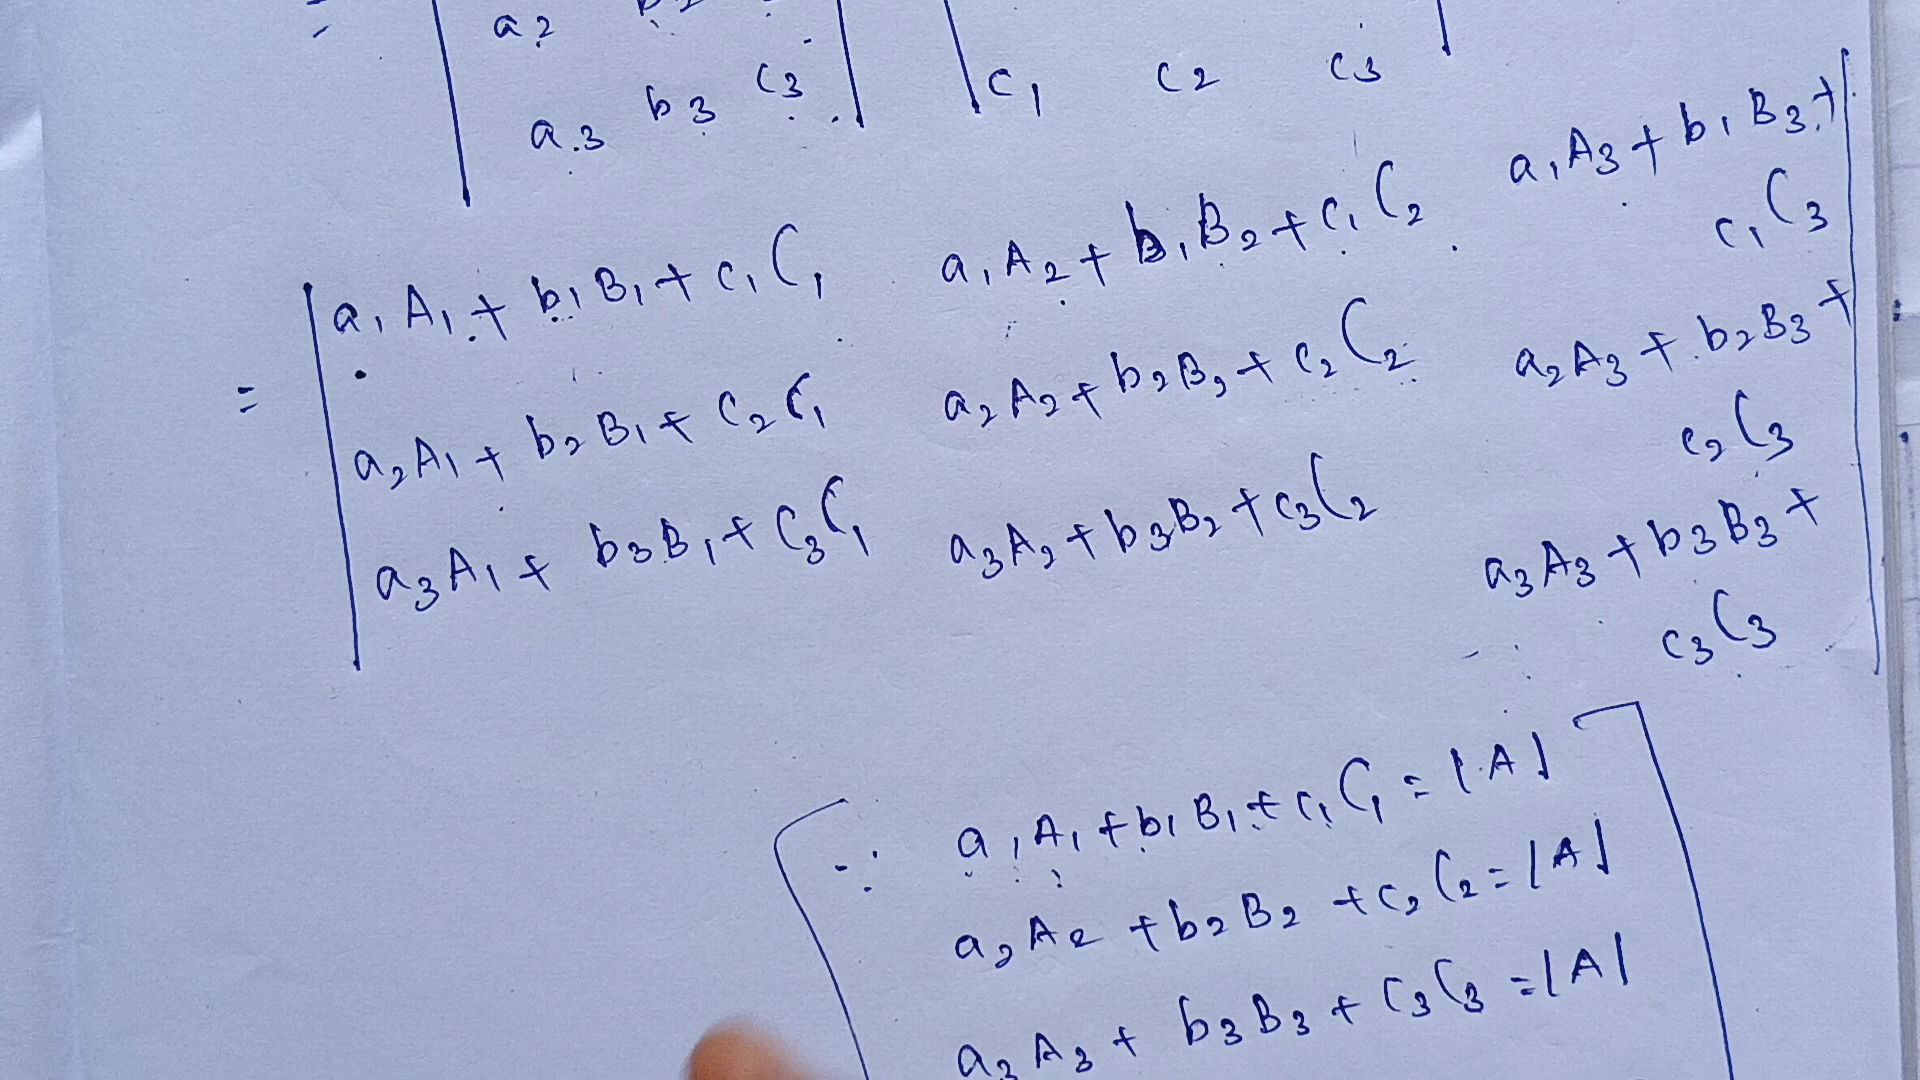 = | a2 b2 | |
a3 b3 c3 | | c1 c2 c3 |
= | a1A1 + b1B1 + c1C1 a1A2 + b1B2 + c1C2 a1A3 + b1B3 + c1C3 |
a2A1 + b2B1 + c2C1 a2A2 + b2B2 + c2C2 a2A3 + b2B3 + c2C3
a3A1 + b3B1 + c3C1 a3A2 + b3B2 + c3C2 a3A3 + b3B3 + c3C3
[ ∵ a1A1 + b1B1 + c1C1 = |A| ]
a2A2 + b2B2 + c2C2 = |A|
a3A3 + b3B3 + c3C3 = |A|